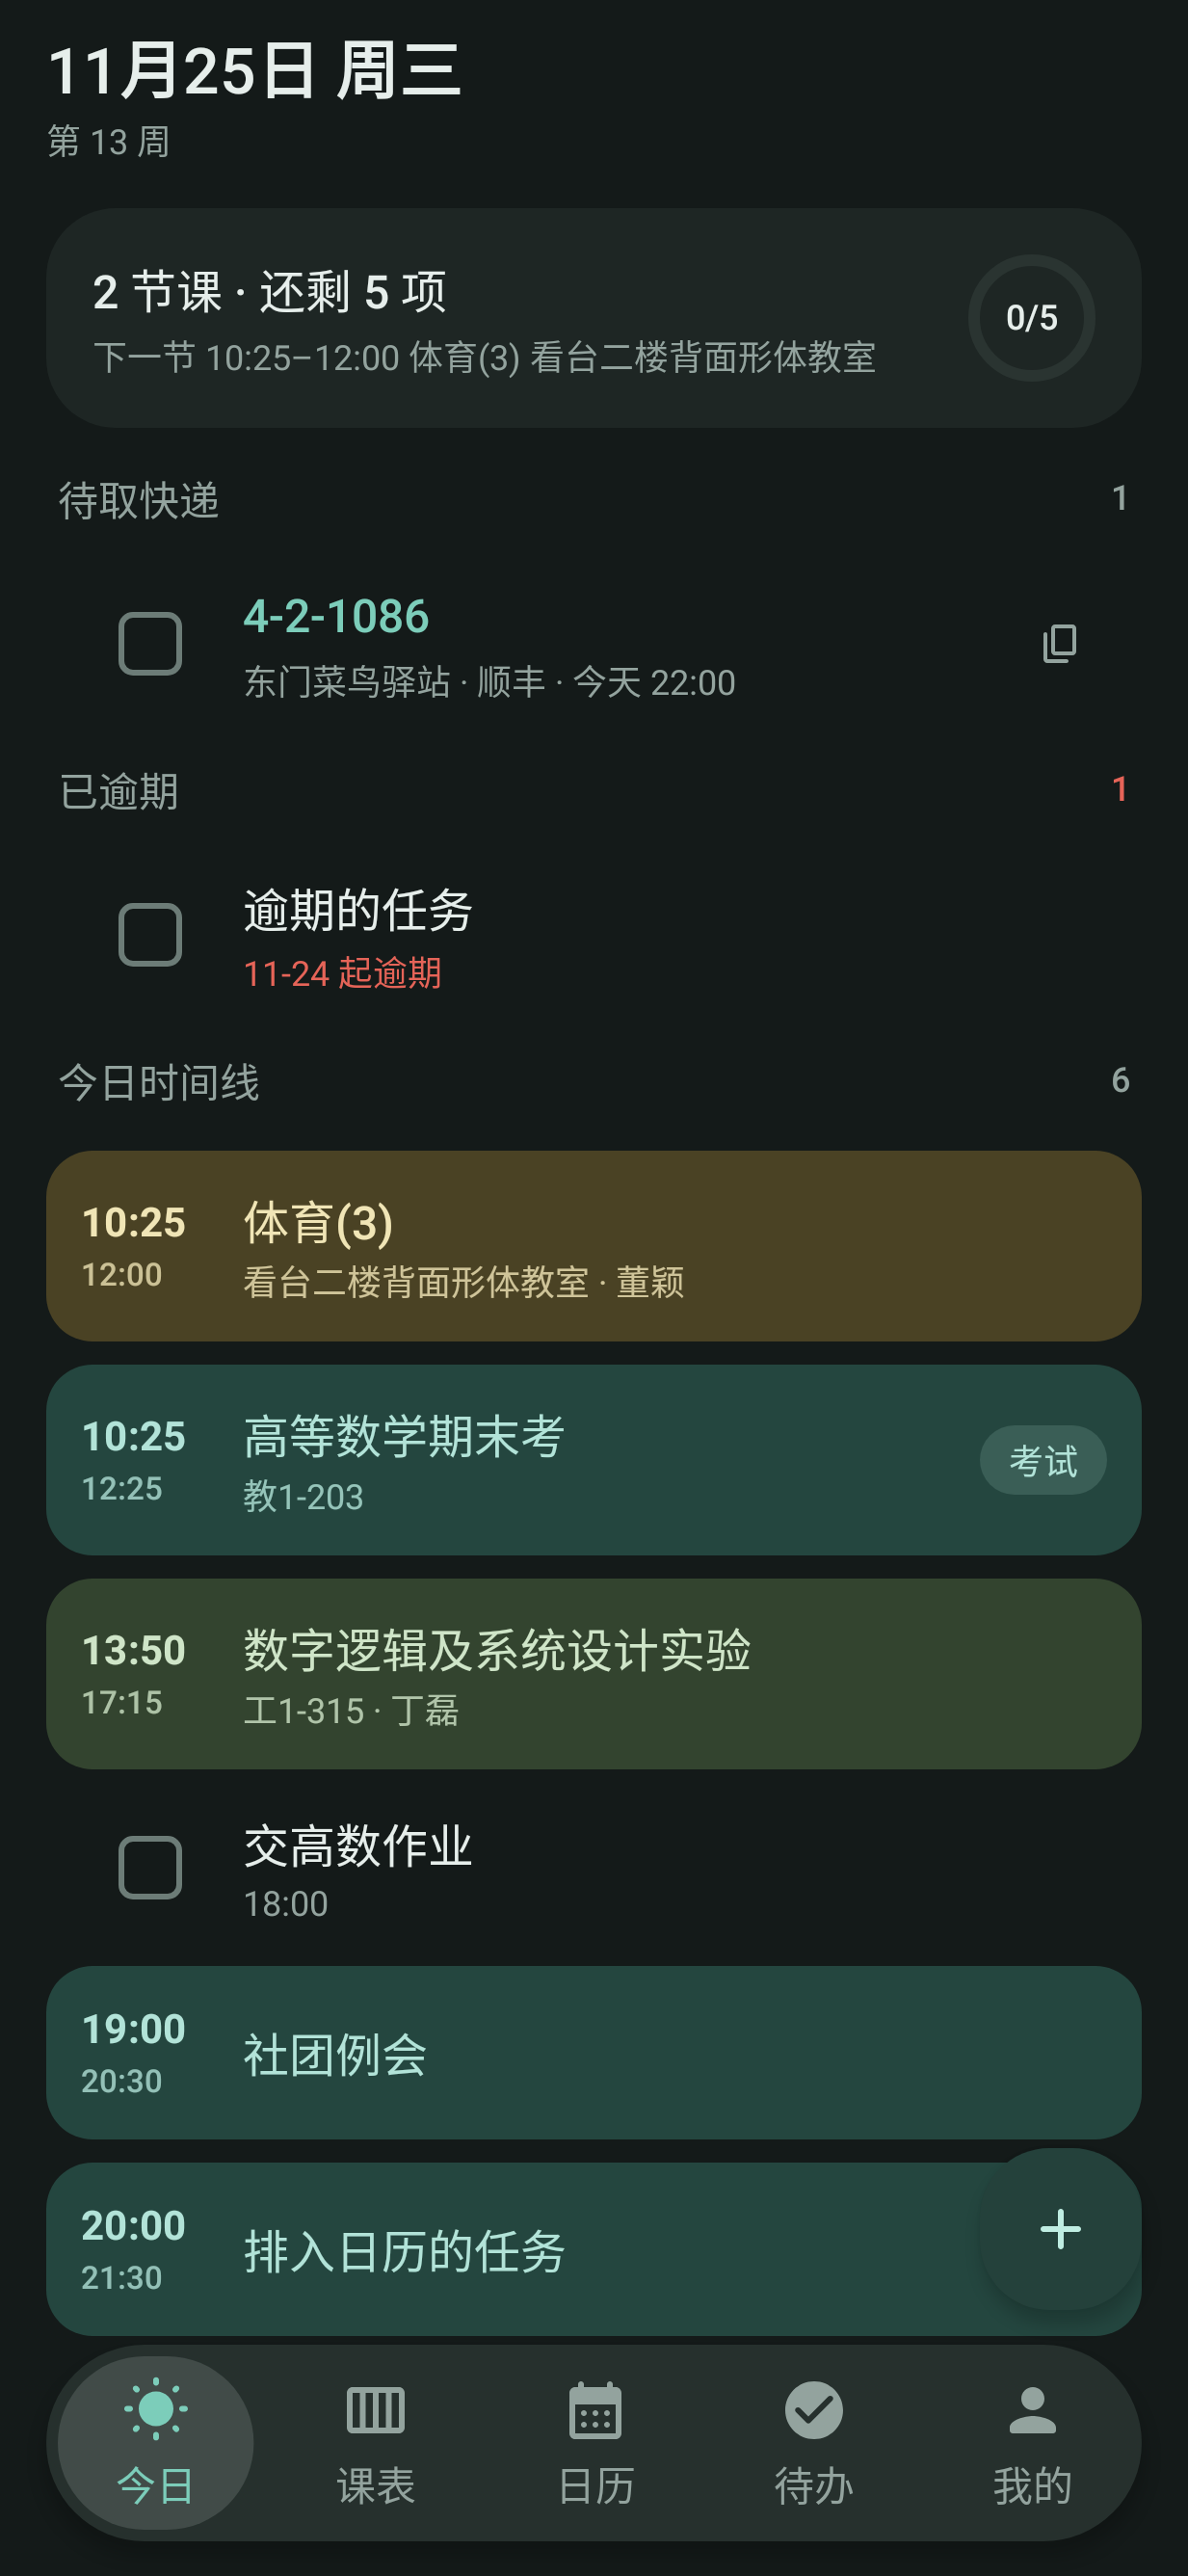 11月25日 周三
第 13 周
2 节课 · 还剩 5 项
下一节 10:25–12:00 体育(3) 看台二楼背面形体教室
0/5
待取快递
1
4-2-1086
东门菜鸟驿站 · 顺丰 · 今天 22:00
已逾期
1
逾期的任务
11-24 起逾期
今日时间线
6
10:25
12:00
体育(3)
看台二楼背面形体教室 · 董颖
10:25
12:25
高等数学期末考
教1-203
考试
13:50
17:15
数字逻辑及系统设计实验
工1-315 · 丁磊
交高数作业
18:00
19:00
20:30
社团例会
20:00
21:30
排入日历的任务
今日
课表
日历
待办
我的